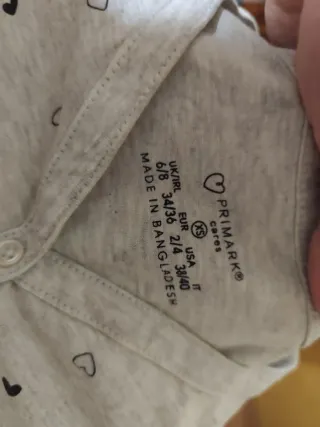 PRIMARK®
cares
XS
UK/IRL EUR USA IT
6/8 34/36 2/4 38/40
MADE IN BANGLADESH